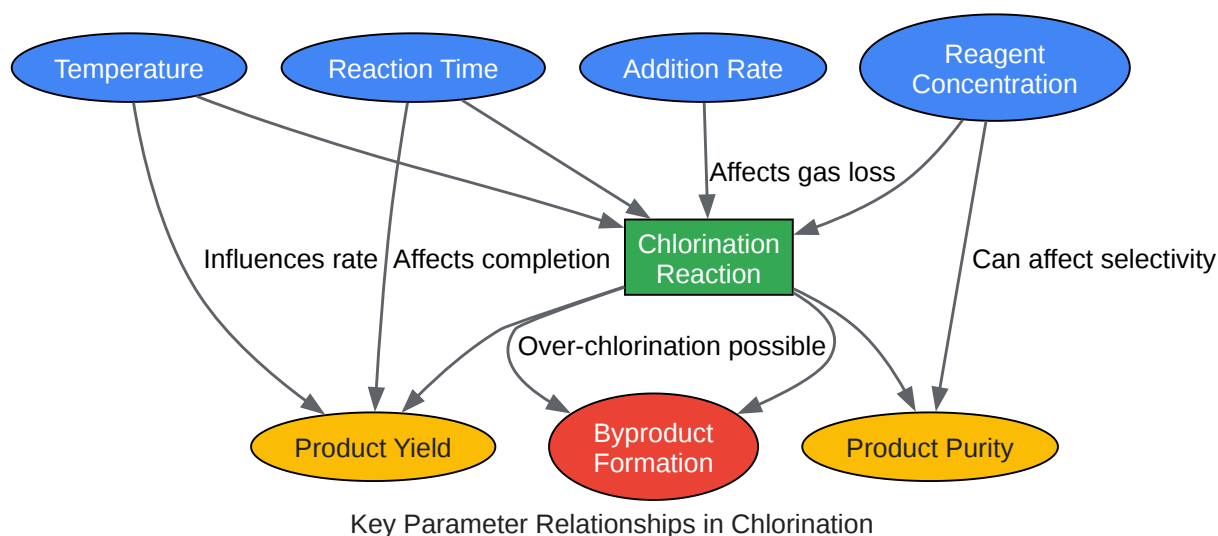 Temperature
Reaction Time
Addition Rate
Reagent
Concentration
Affects gas loss
Influences rate
Affects completion
Chlorination
Reaction
Can affect selectivity
Over-chlorination possible
Product Yield
Byproduct
Formation
Product Purity
Key Parameter Relationships in Chlorination